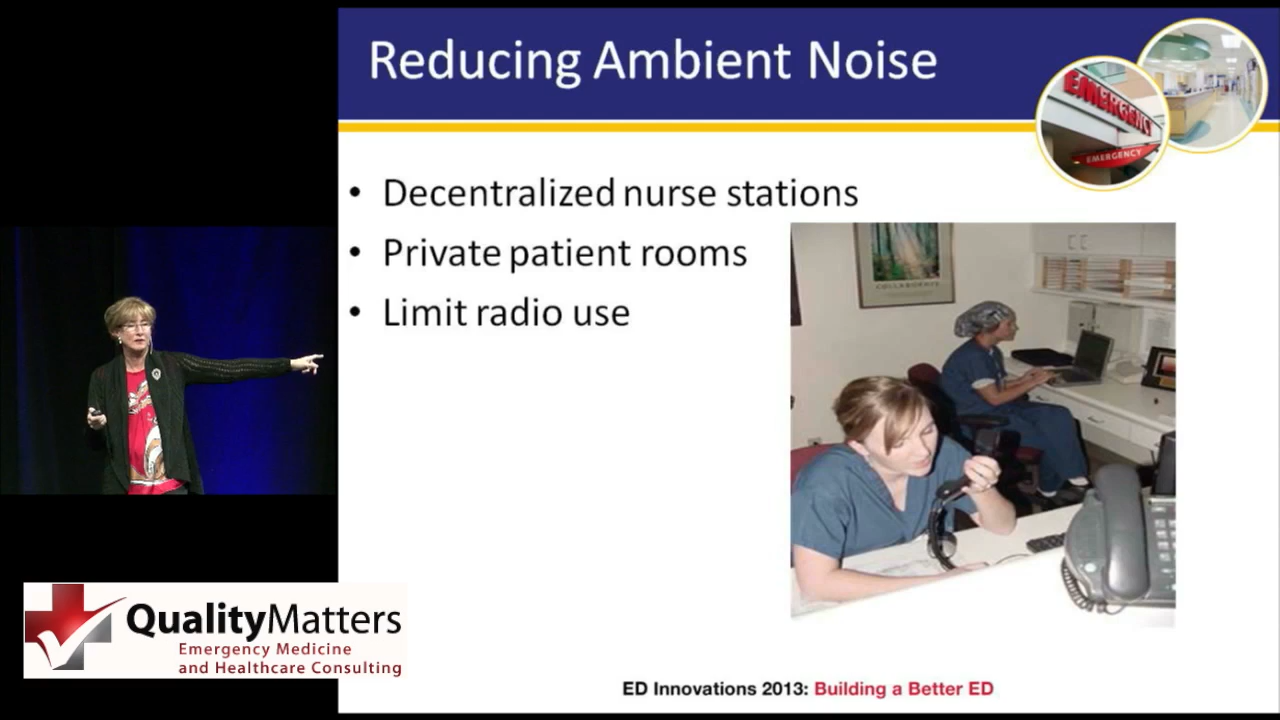 Reducing Ambient Noise
EMERGENCY
EMERGENCY
• Decentralized nurse stations
• Private patient rooms
• Limit radio use
COLLABORATE
QualityMatters
Emergency Medicine
and Healthcare Consulting
ED Innovations 2013: Building a Better ED